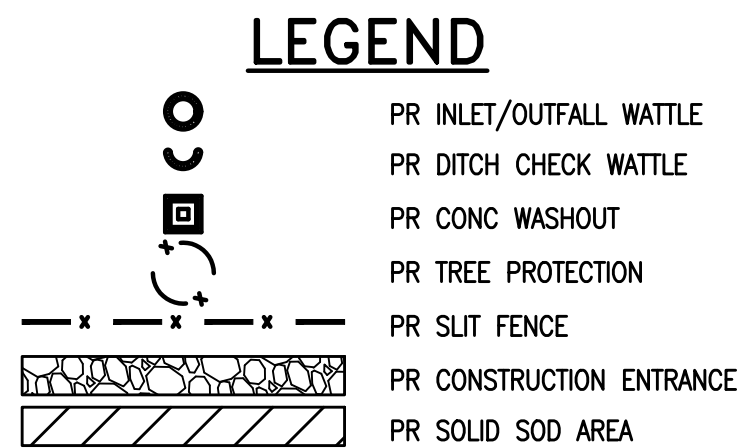 LEGEND
PR INLET/OUTFALL WATTLE
PR DITCH CHECK WATTLE
PR CONC WASHOUT
PR TREE PROTECTION
PR SLIT FENCE
PR CONSTRUCTION ENTRANCE
PR SOLID SOD AREA